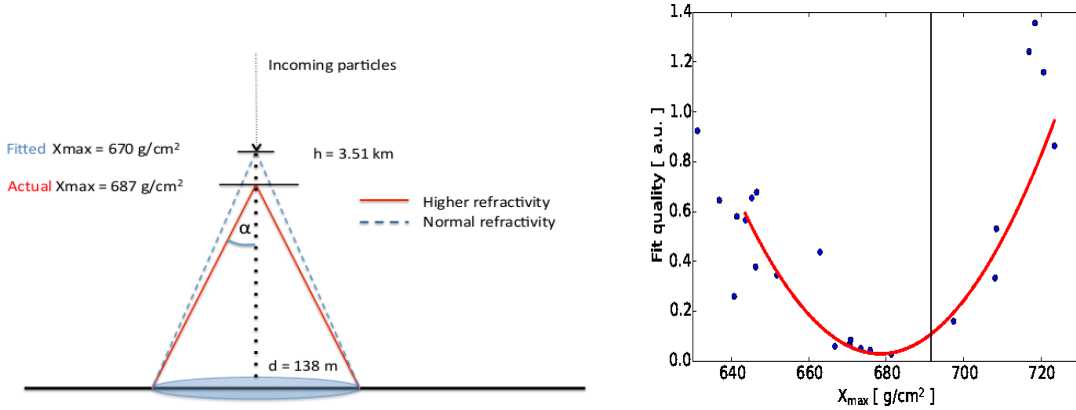 Incoming particles
Fitted Xmax = 670 g/cm²
h = 3.51 km
Actual Xmax = 687 g/cm²
Higher refractivity
Normal refractivity
α
d = 138 m
Fit quality [ a.u. ]
1.4
1.2
1.0
0.8
0.6
0.4
0.2
0.0
640 660 680 700 720
Xmax [ g/cm² ]